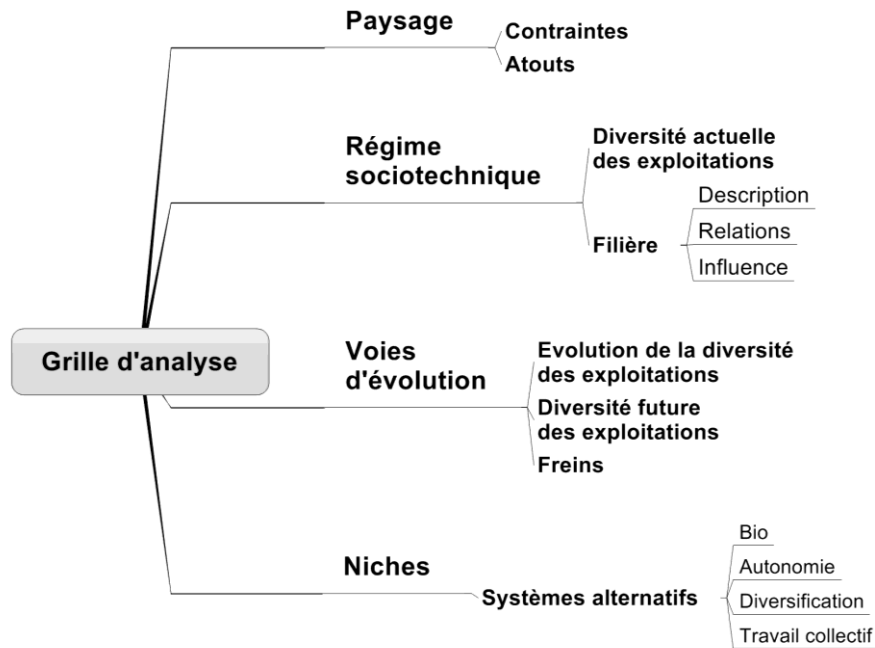 Paysage
Contraintes
Atouts
Régime
sociotechnique
Diversité actuelle
des exploitations
Filière
Description
Relations
Influence
Grille d'analyse
Voies
d'évolution
Evolution de la diversité
des exploitations
Diversité future
des exploitations
Freins
Niches
Systèmes alternatifs
Bio
Autonomie
Diversification
Travail collectif